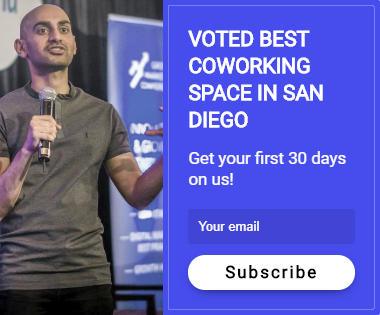 VOTED BEST
COWORKING
SPACE IN SAN
DIEGO
Get your first 30 days
on us!
Your email
Subscribe